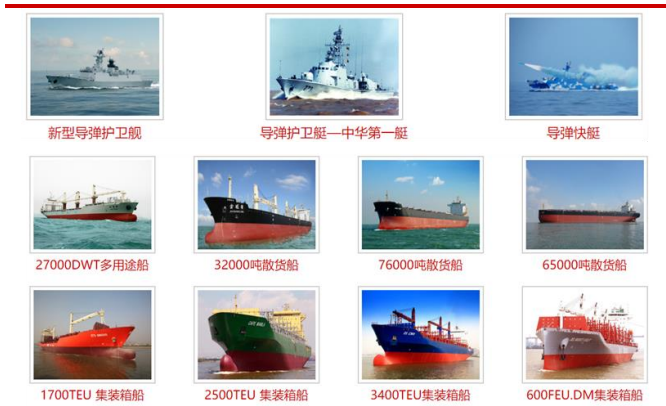 新型导弹护卫舰
导弹护卫艇—中华第一艇
导弹快艇
27000DWT多用途船
32000吨散货船
76000吨散货船
65000吨散货船
1700TEU 集装箱船
2500TEU 集装箱船
3400TEU集装箱船
600FEU.DM集装箱船